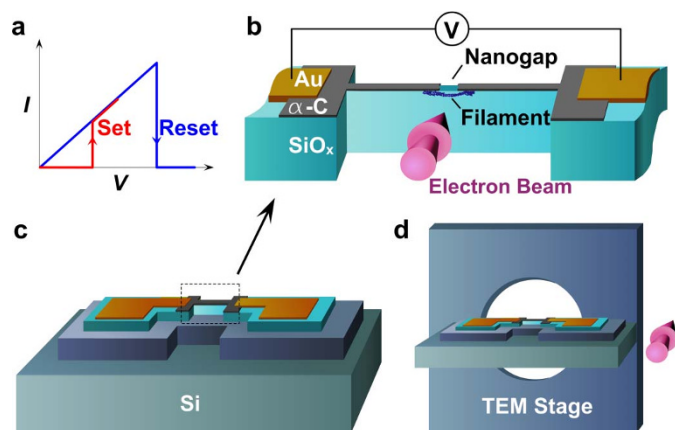 a
I
Set
Reset
V
b
V
Au
Nanogap
α-C
Filament
SiOx
Electron Beam
c
Si
d
TEM Stage